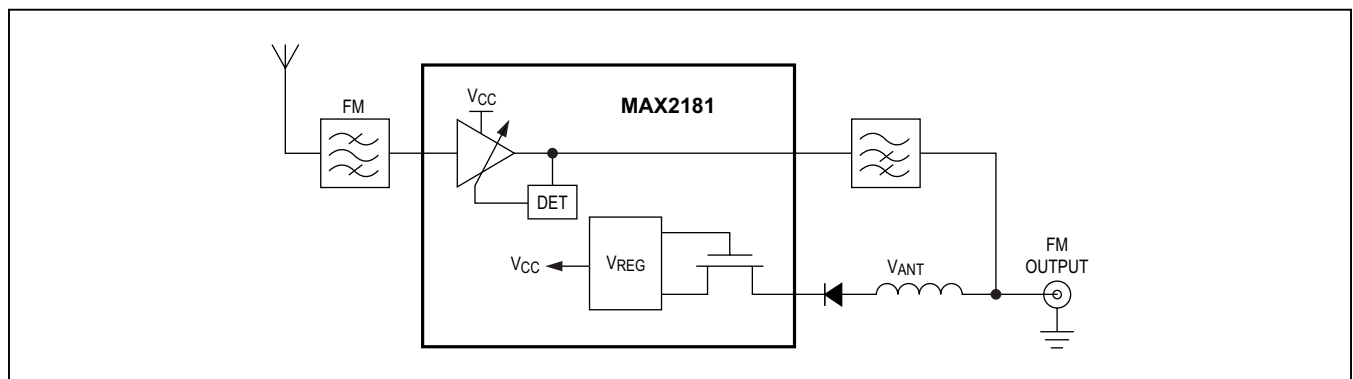 FM
VCC
MAX2181
DET
VCC
VREG
VANT
FM
OUTPUT